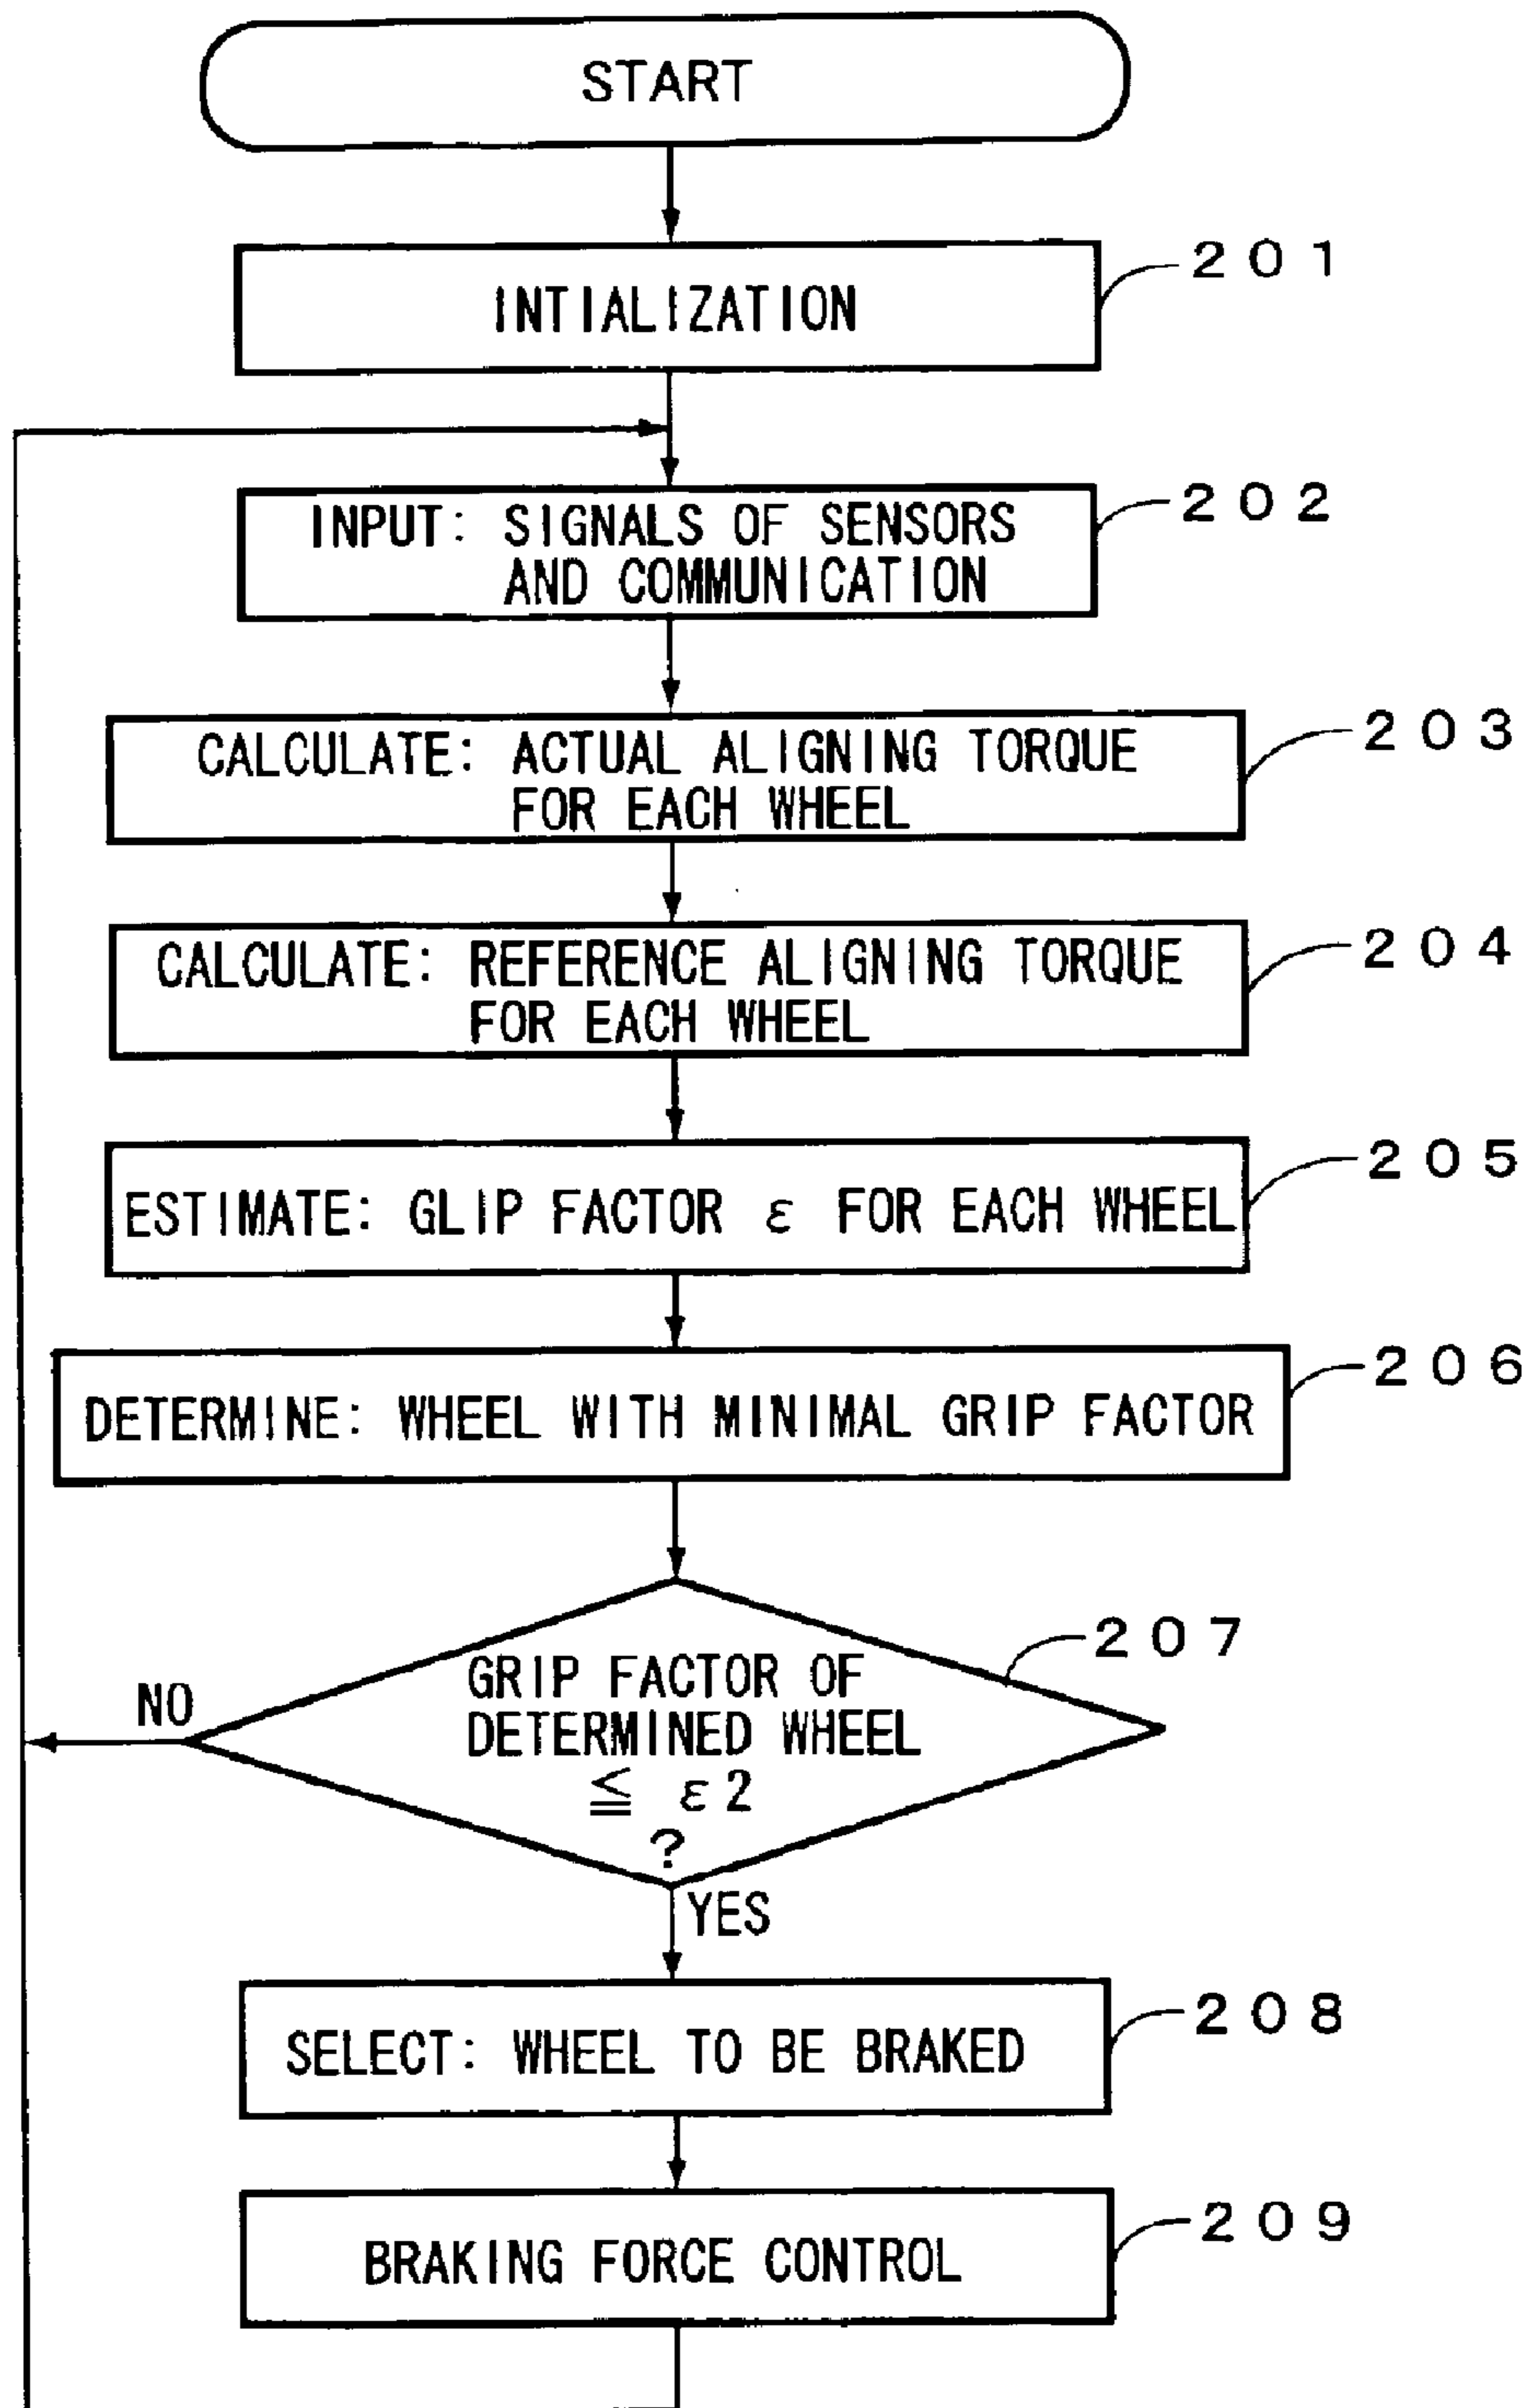 START
201
INTIALIZATION
202
INPUT: SIGNALS OF SENSORS
AND COMMUNICATION
203
CALCULATE: ACTUAL ALIGNING TORQUE
FOR EACH WHEEL
204
CALCULATE: REFERENCE ALIGNING TORQUE
FOR EACH WHEEL
205
ESTIMATE: GLIP FACTOR ε FOR EACH WHEEL
206
DETERMINE: WHEEL WITH MINIMAL GRIP FACTOR
207
GRIP FACTOR OF
DETERMINED WHEEL
≦ ε2
?
NO
YES
208
SELECT: WHEEL TO BE BRAKED
209
BRAKING FORCE CONTROL